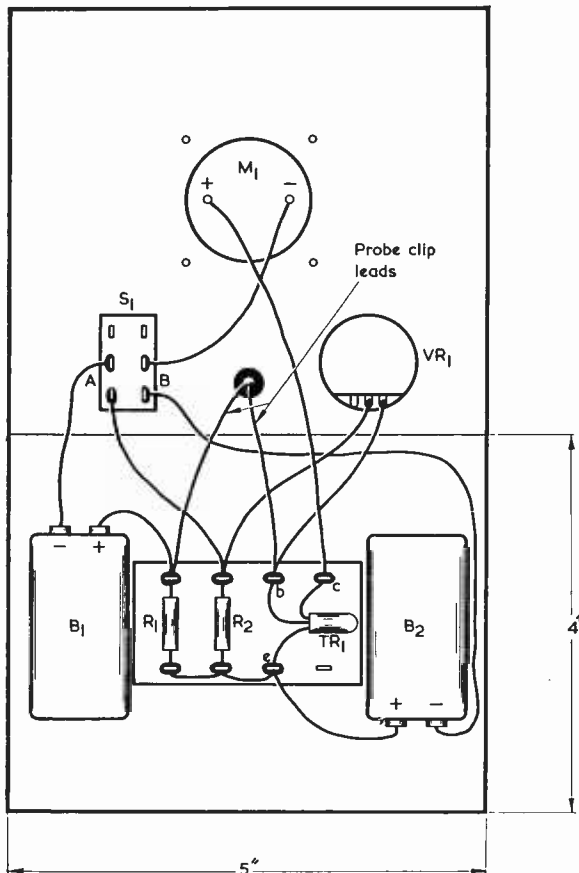 M1
+ −
Probe clip
leads
S1
A B
VR1
− +
B1
R1
R2
b
c
TR1
e
B2
+ −
4"
5"